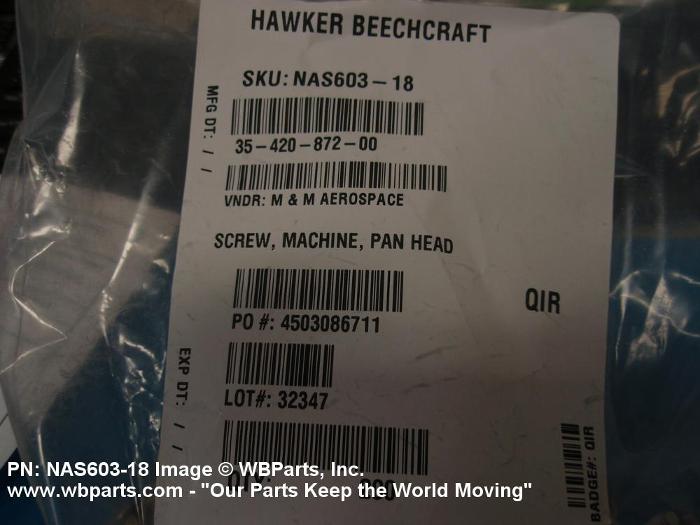 HAWKER BEECHCRAFT
SKU: NAS603-18
MFG DT: / /
35-420-872-00
VNDR: M & M AEROSPACE
SCREW, MACHINE, PAN HEAD
QIR
PO #: 4503086711
EXP DT: / /
LOT#: 32347
BADGE#: QIR
PN: NAS603-18 Image © WBParts, Inc.
www.wbparts.com - "Our Parts Keep the World Moving"